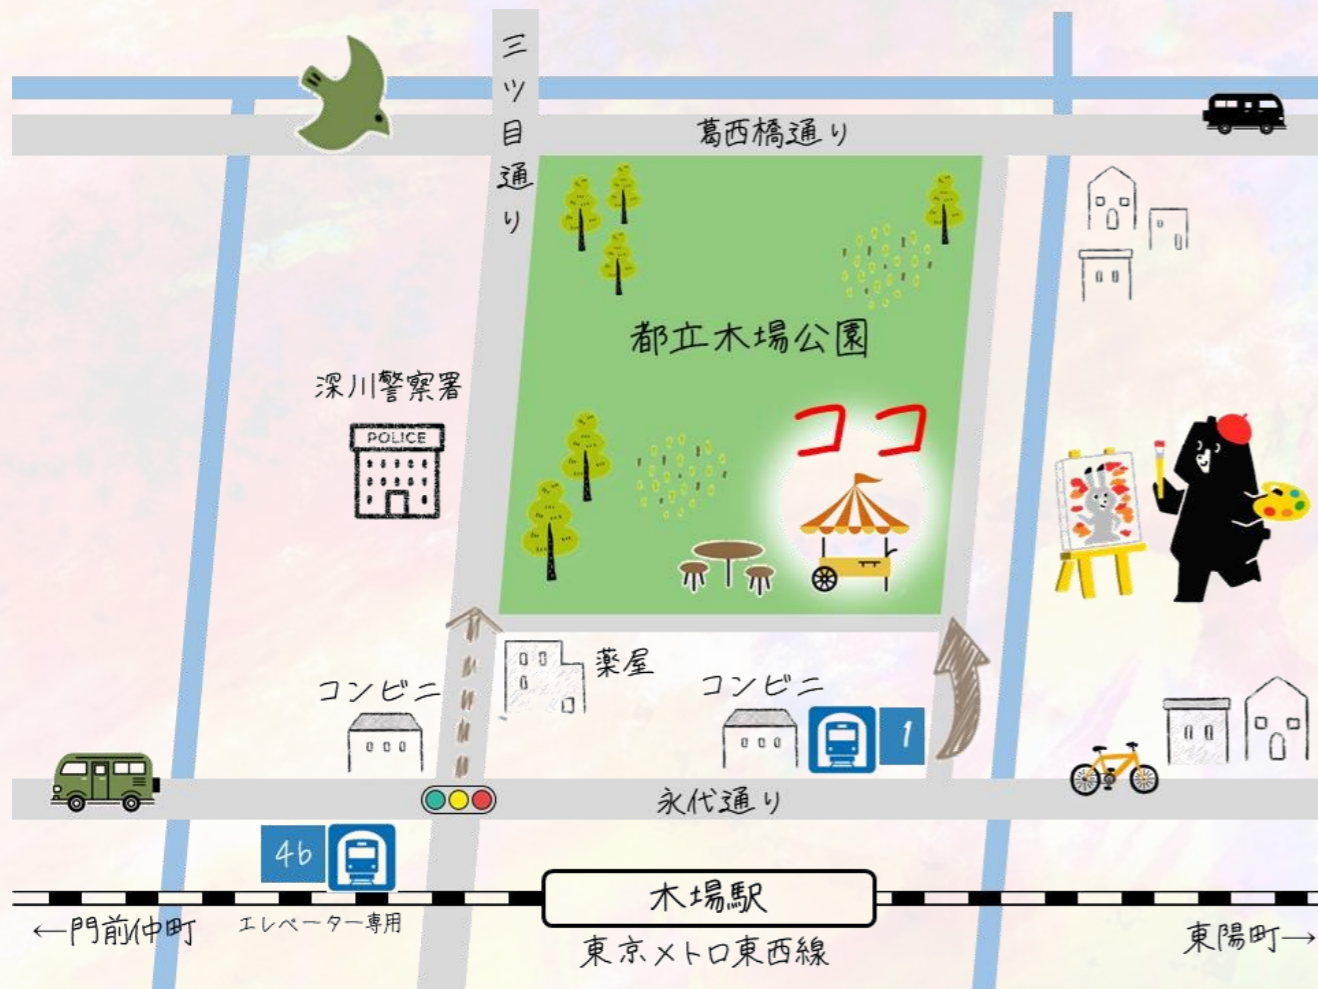 三ツ目通り
葛西橋通り
都立木場公園
深川警察署
POLICE
ココ
薬屋
コンビニ
コンビニ
1
永代通り
4b
木場駅
←門前仲町
エレベーター専用
東京メトロ東西線
東陽町→